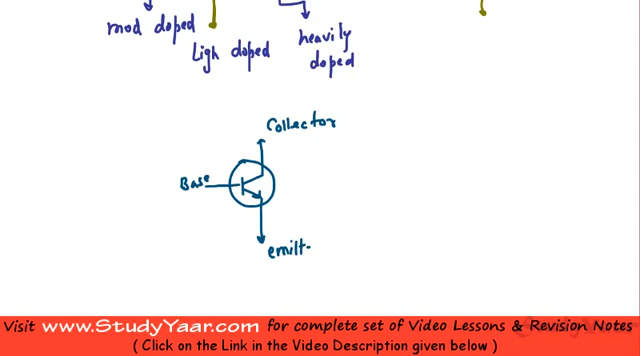 mod doped
Ligh doped
heavily
doped
Collector
Base
emilt-
Visit www.StudyYaar.com for complete set of Video Lessons & Revision Notes
( Click on the Link in the Video Description given below )